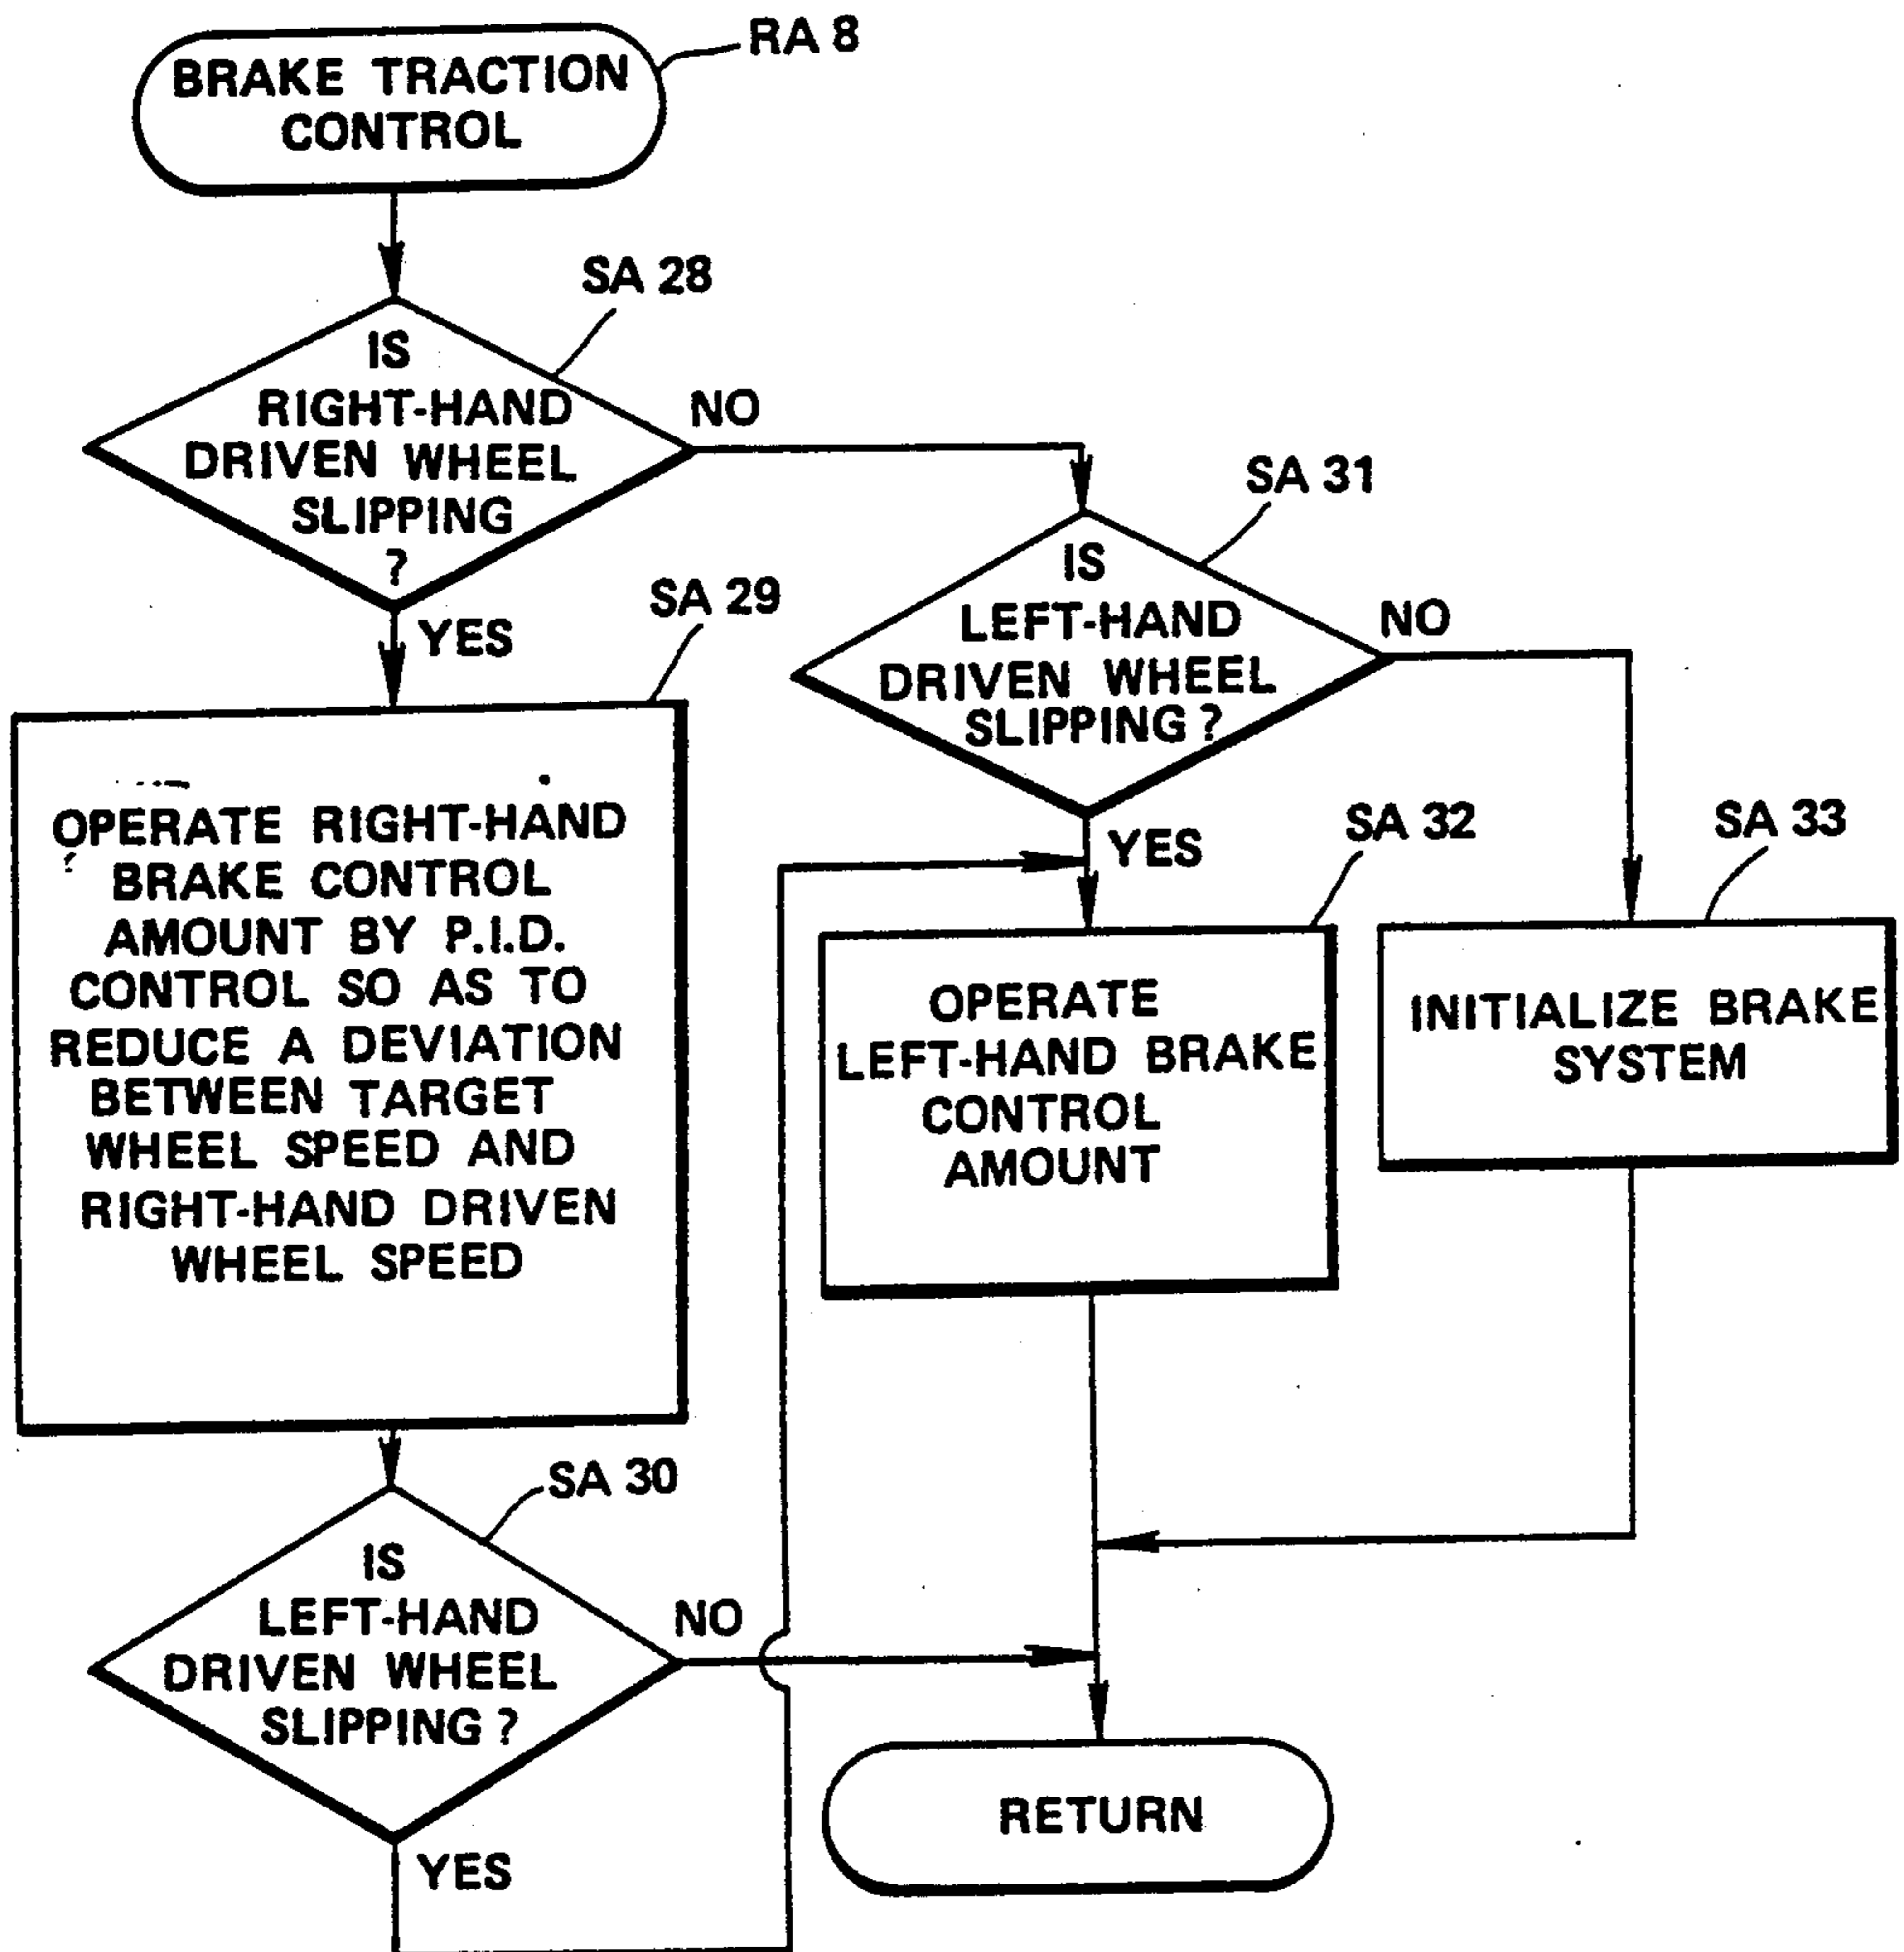 RA 8
BRAKE TRACTION
CONTROL
SA 28
IS
RIGHT-HAND
DRIVEN WHEEL
SLIPPING
?
NO
YES
SA 29
OPERATE RIGHT-HAND
BRAKE CONTROL
AMOUNT BY P.I.D.
CONTROL SO AS TO
REDUCE A DEVIATION
BETWEEN TARGET
WHEEL SPEED AND
RIGHT-HAND DRIVEN
WHEEL SPEED
SA 30
IS
LEFT-HAND
DRIVEN WHEEL
SLIPPING ?
NO
YES
SA 31
IS
LEFT-HAND
DRIVEN WHEEL
SLIPPING ?
NO
YES
SA 32
OPERATE
LEFT-HAND BRAKE
CONTROL
AMOUNT
SA 33
INITIALIZE BRAKE
SYSTEM
RETURN